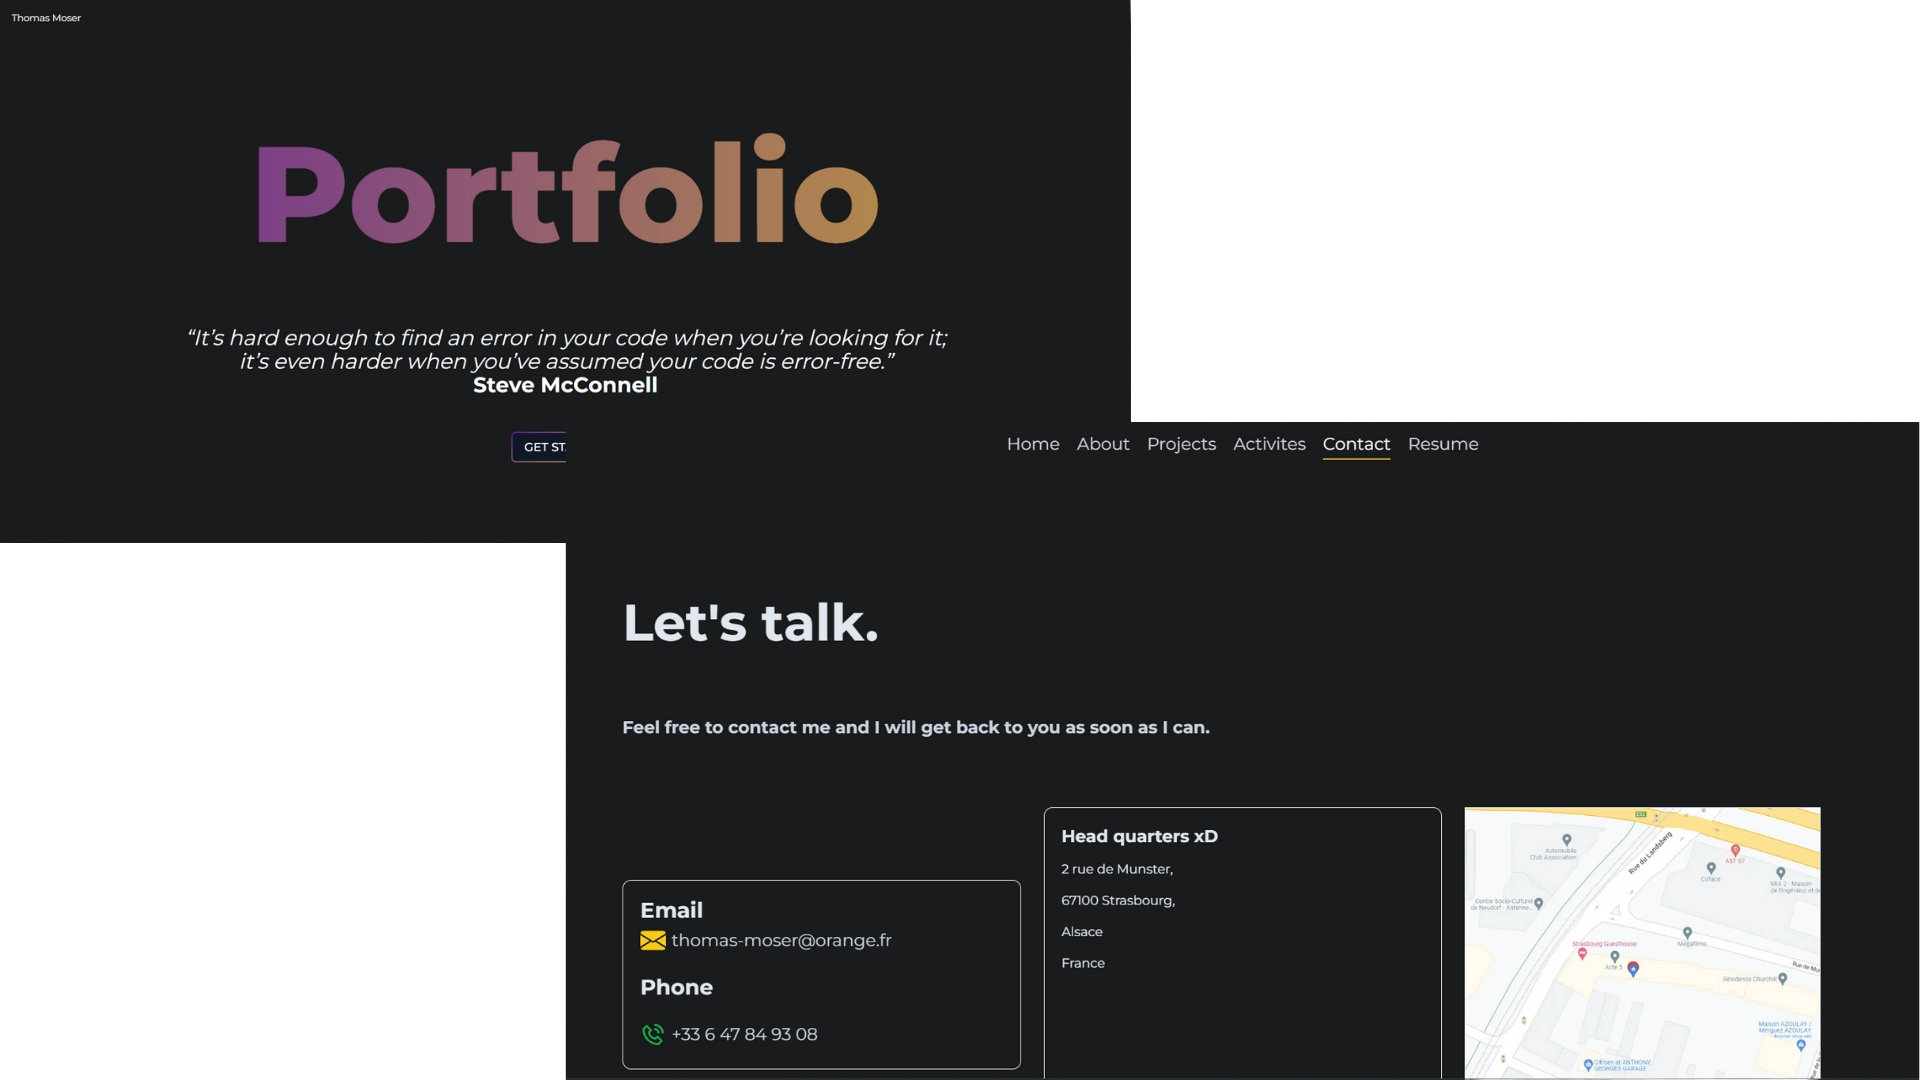 Thomas Moser
Portfolio
“It’s hard enough to find an error in your code when you’re looking for it;
it’s even harder when you’ve assumed your code is error-free.”
Steve McConnell
GET ST
Home About Projects Activites Contact Resume
Let's talk.
Feel free to contact me and I will get back to you as soon as I can.
Email
thomas-moser@orange.fr
Phone
+33 6 47 84 93 08
Head quarters xD
2 rue de Munster,
67100 Strasbourg,
Alsace
France
Automobile
Club Association
Rue du Landsberg
AST 67
Coface
MIA 2 - Maison
de l'Ingénieur et d
Centre Socio-Culturel
de Neudorf - Antenne...
Megafilms
Strasbourg Guesthouse
Acte 5
Rue de Mu
Résidence Churchill
Maison AZOULAY /
Merguez AZOULAY
Citroen st ANTHONY
GEORGES GARAGE